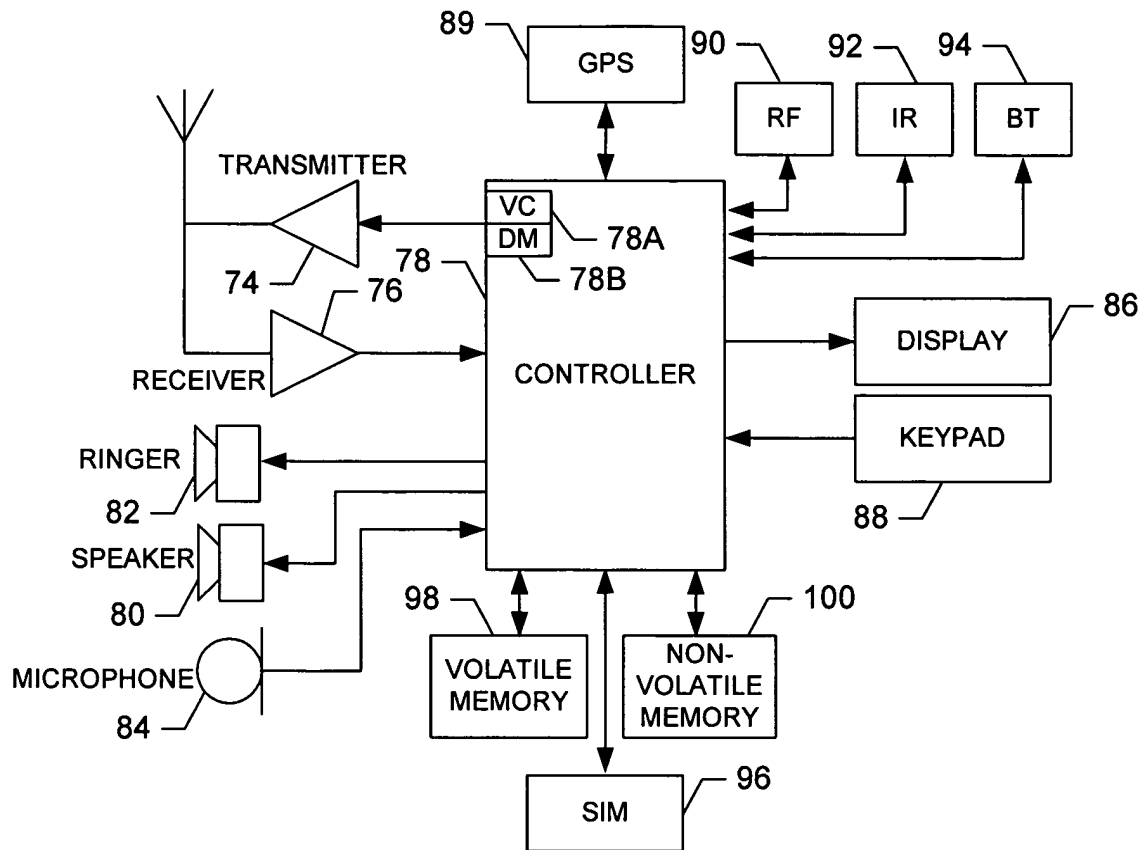 89
GPS
90
RF
92
IR
94
BT
TRANSMITTER
74
VC
DM
78A
78B
78
76
RECEIVER
CONTROLLER
86
DISPLAY
KEYPAD
88
RINGER
82
SPEAKER
80
MICROPHONE
84
98
VOLATILE
MEMORY
100
NON-
VOLATILE
MEMORY
SIM
96